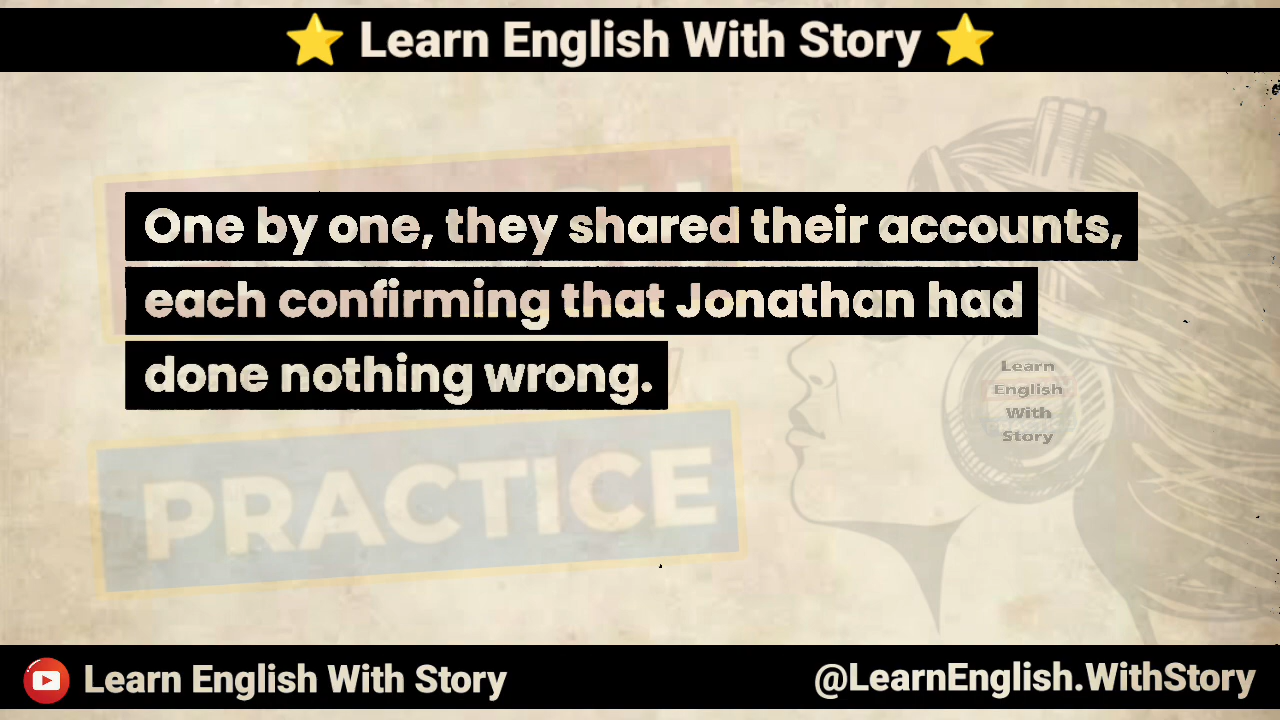 ⭐ Learn English With Story ⭐
One by one, they shared their accounts,
each confirming that Jonathan had
done nothing wrong.
Learn
English
With
Story
PRACTICE
Learn English With Story
@LearnEnglish.WithStory